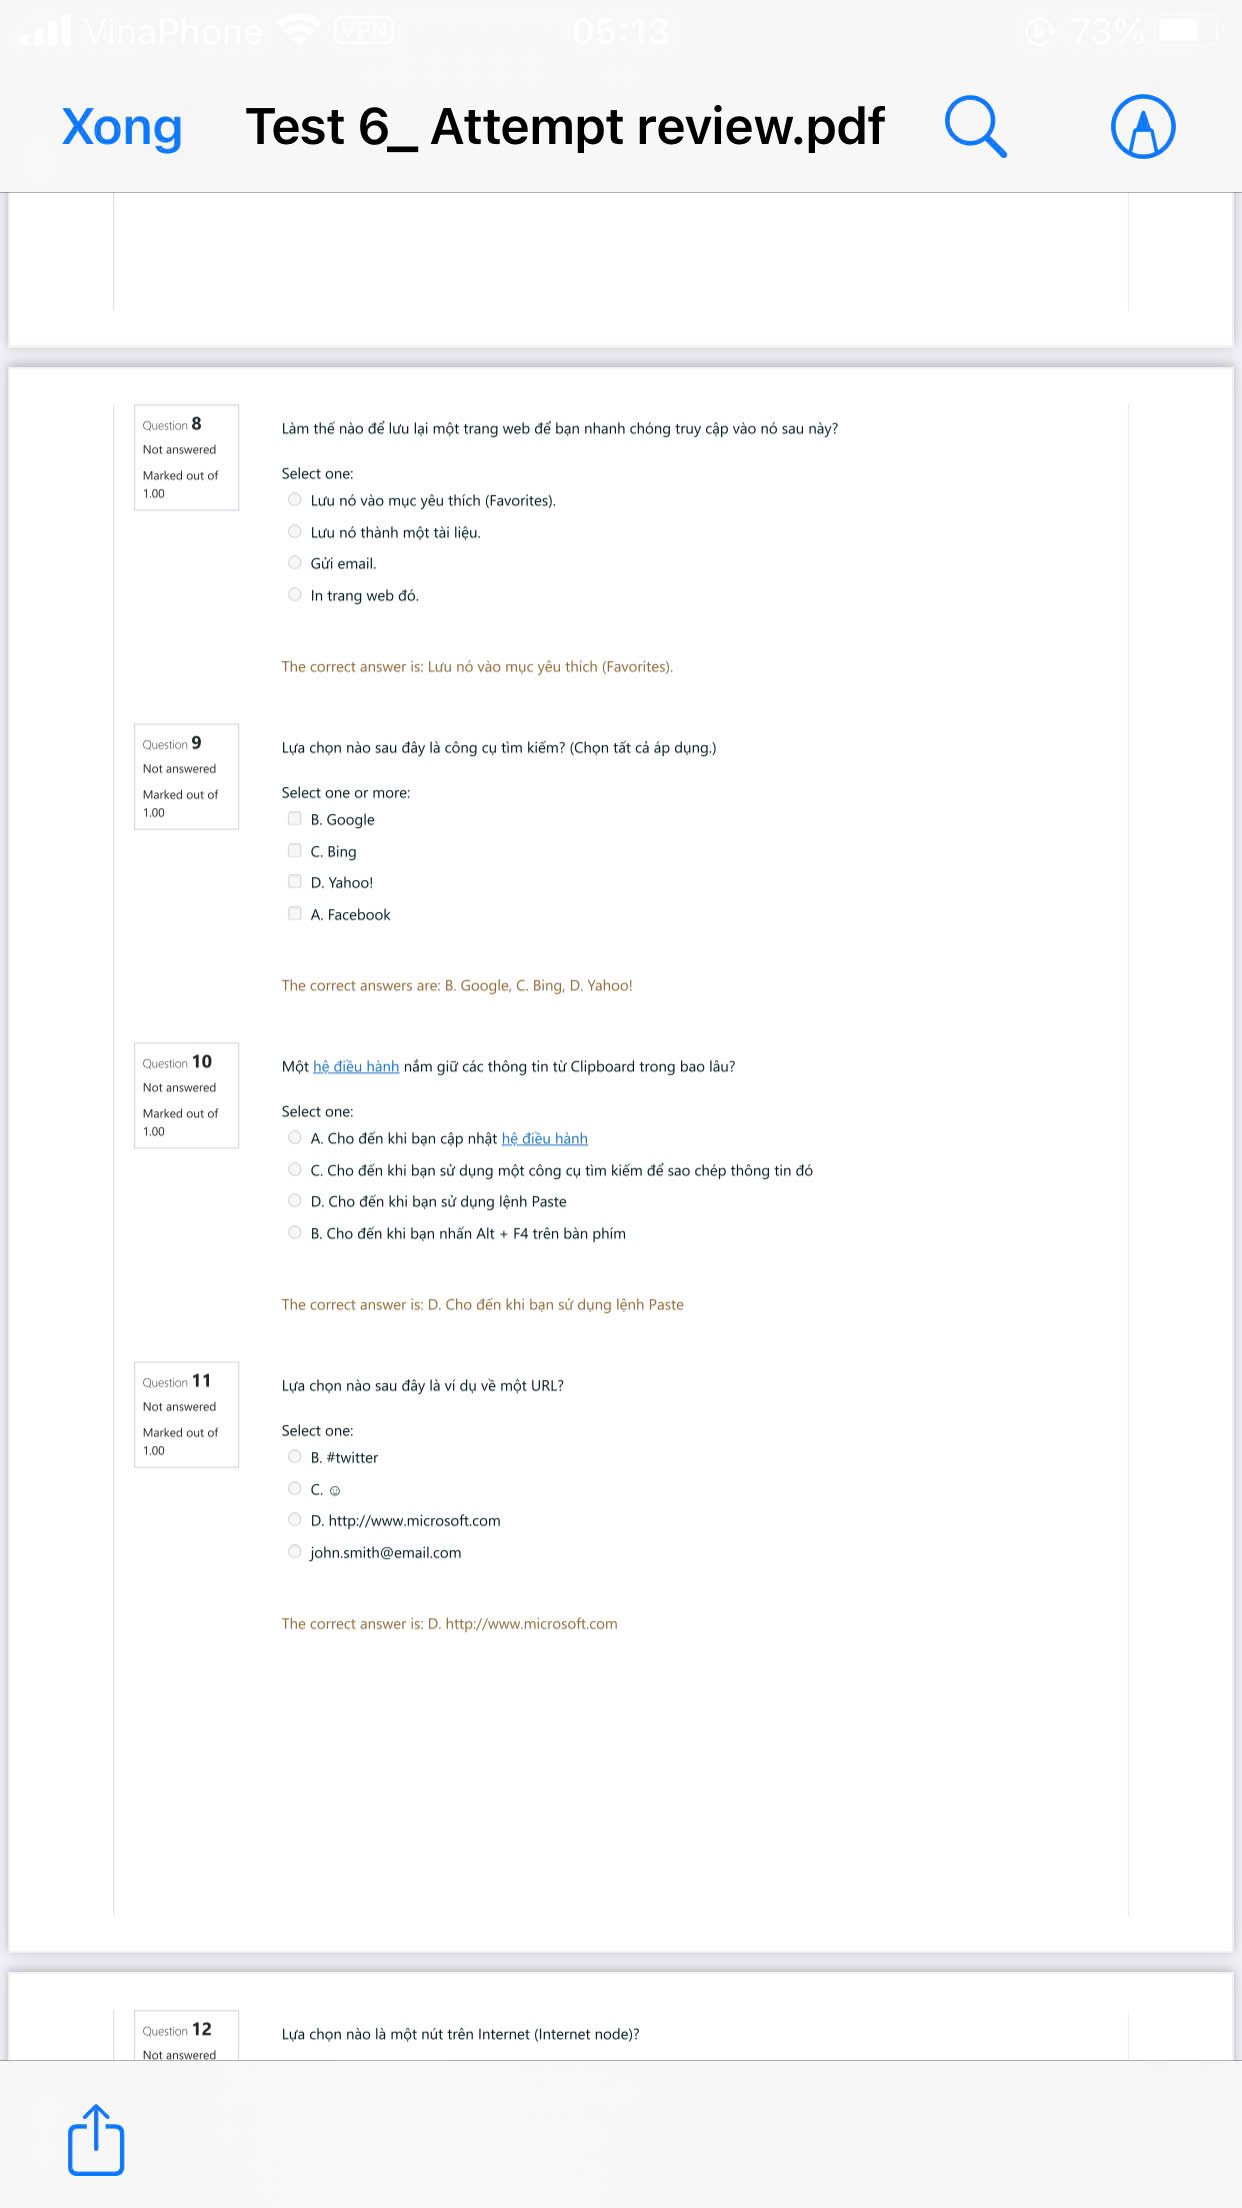 VinaPhone VPN 05:13 73%
Xong Test 6_ Attempt review.pdf
Question 8
Not answered
Marked out of
1.00
Làm thế nào để lưu lại một trang web để bạn nhanh chóng truy cập vào nó sau này?
Select one:
Lưu nó vào mục yêu thích (Favorites).
Lưu nó thành một tài liệu.
Gửi email.
In trang web đó.
The correct answer is: Lưu nó vào mục yêu thích (Favorites).
Question 9
Not answered
Marked out of
1.00
Lựa chọn nào sau đây là công cụ tìm kiếm? (Chọn tất cả áp dụng.)
Select one or more:
B. Google
C. Bing
D. Yahoo!
A. Facebook
The correct answers are: B. Google, C. Bing, D. Yahoo!
Question 10
Not answered
Marked out of
1.00
Một hệ điều hành nắm giữ các thông tin từ Clipboard trong bao lâu?
Select one:
A. Cho đến khi bạn cập nhật hệ điều hành
C. Cho đến khi bạn sử dụng một công cụ tìm kiếm để sao chép thông tin đó
D. Cho đến khi bạn sử dụng lệnh Paste
B. Cho đến khi bạn nhấn Alt + F4 trên bàn phím
The correct answer is: D. Cho đến khi bạn sử dụng lệnh Paste
Question 11
Not answered
Marked out of
1.00
Lựa chọn nào sau đây là ví dụ về một URL?
Select one:
B. #twitter
C. ☺
D. http://www.microsoft.com
john.smith@email.com
The correct answer is: D. http://www.microsoft.com
Question 12
Not answered
Lựa chọn nào là một nút trên Internet (Internet node)?